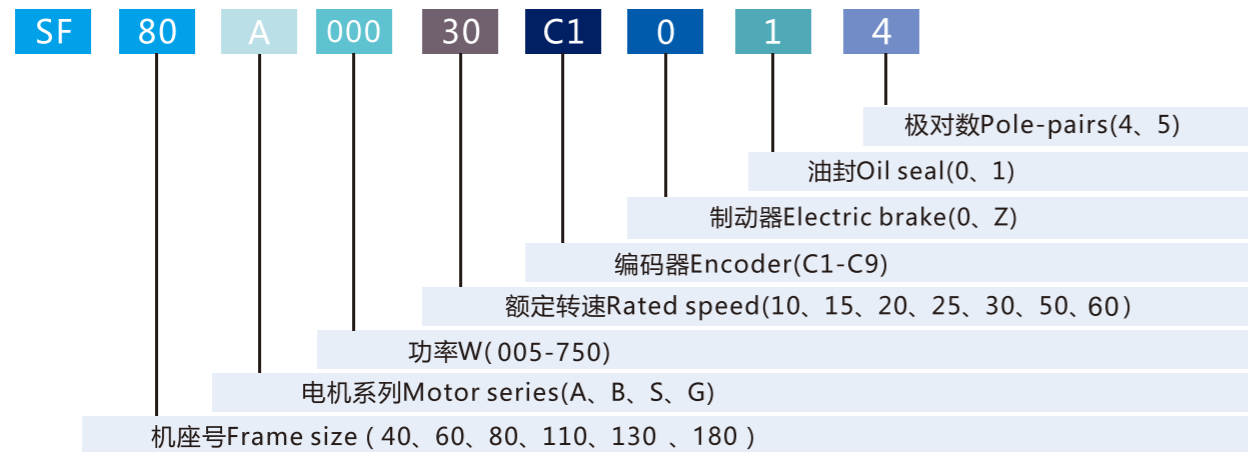 SF 80 A 000 30 C1 0 1 4
极对数Pole-pairs(4、5)
油封Oil seal(0、1)
制动器Electric brake(0、Z)
编码器Encoder(C1-C9)
额定转速Rated speed(10、15、20、25、30、50、60)
功率W(005-750)
电机系列Motor series(A、B、S、G)
机座号Frame size ( 40、60、80、110、130 、180 )